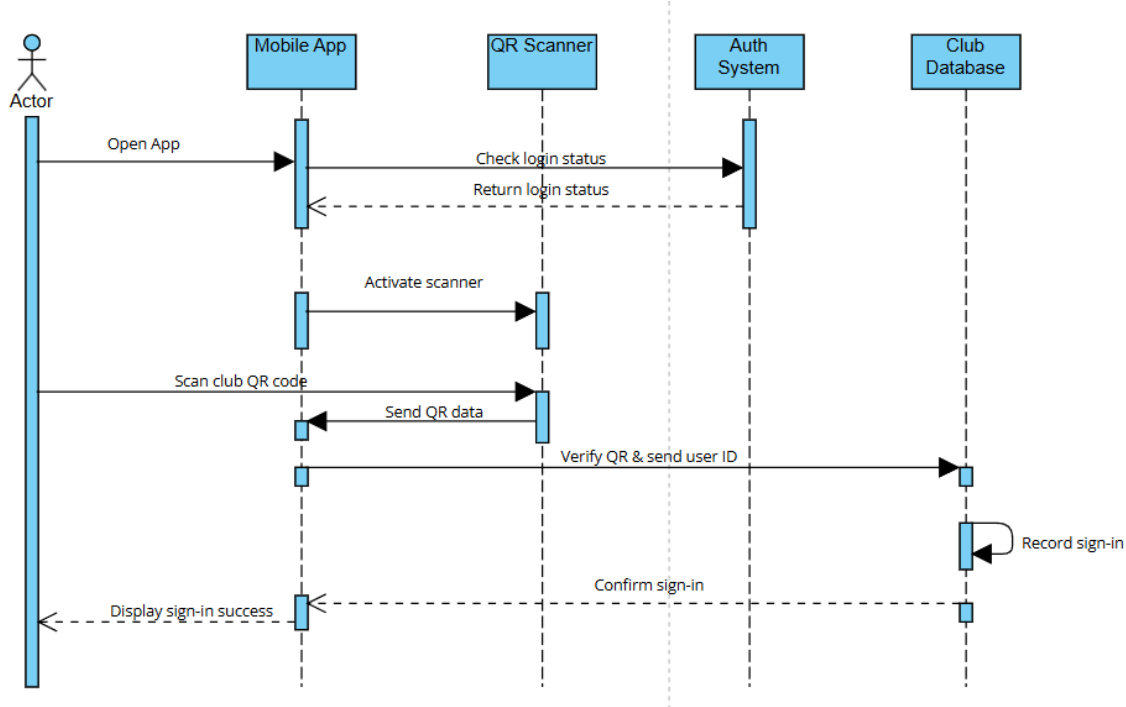 Mobile App
QR Scanner
Auth
System
Club
Database
Actor
Open App
Check login status
Return login status
Activate scanner
Scan club QR code
Send QR data
Verify QR & send user ID
Record sign-in
Confirm sign-in
Display sign-in success